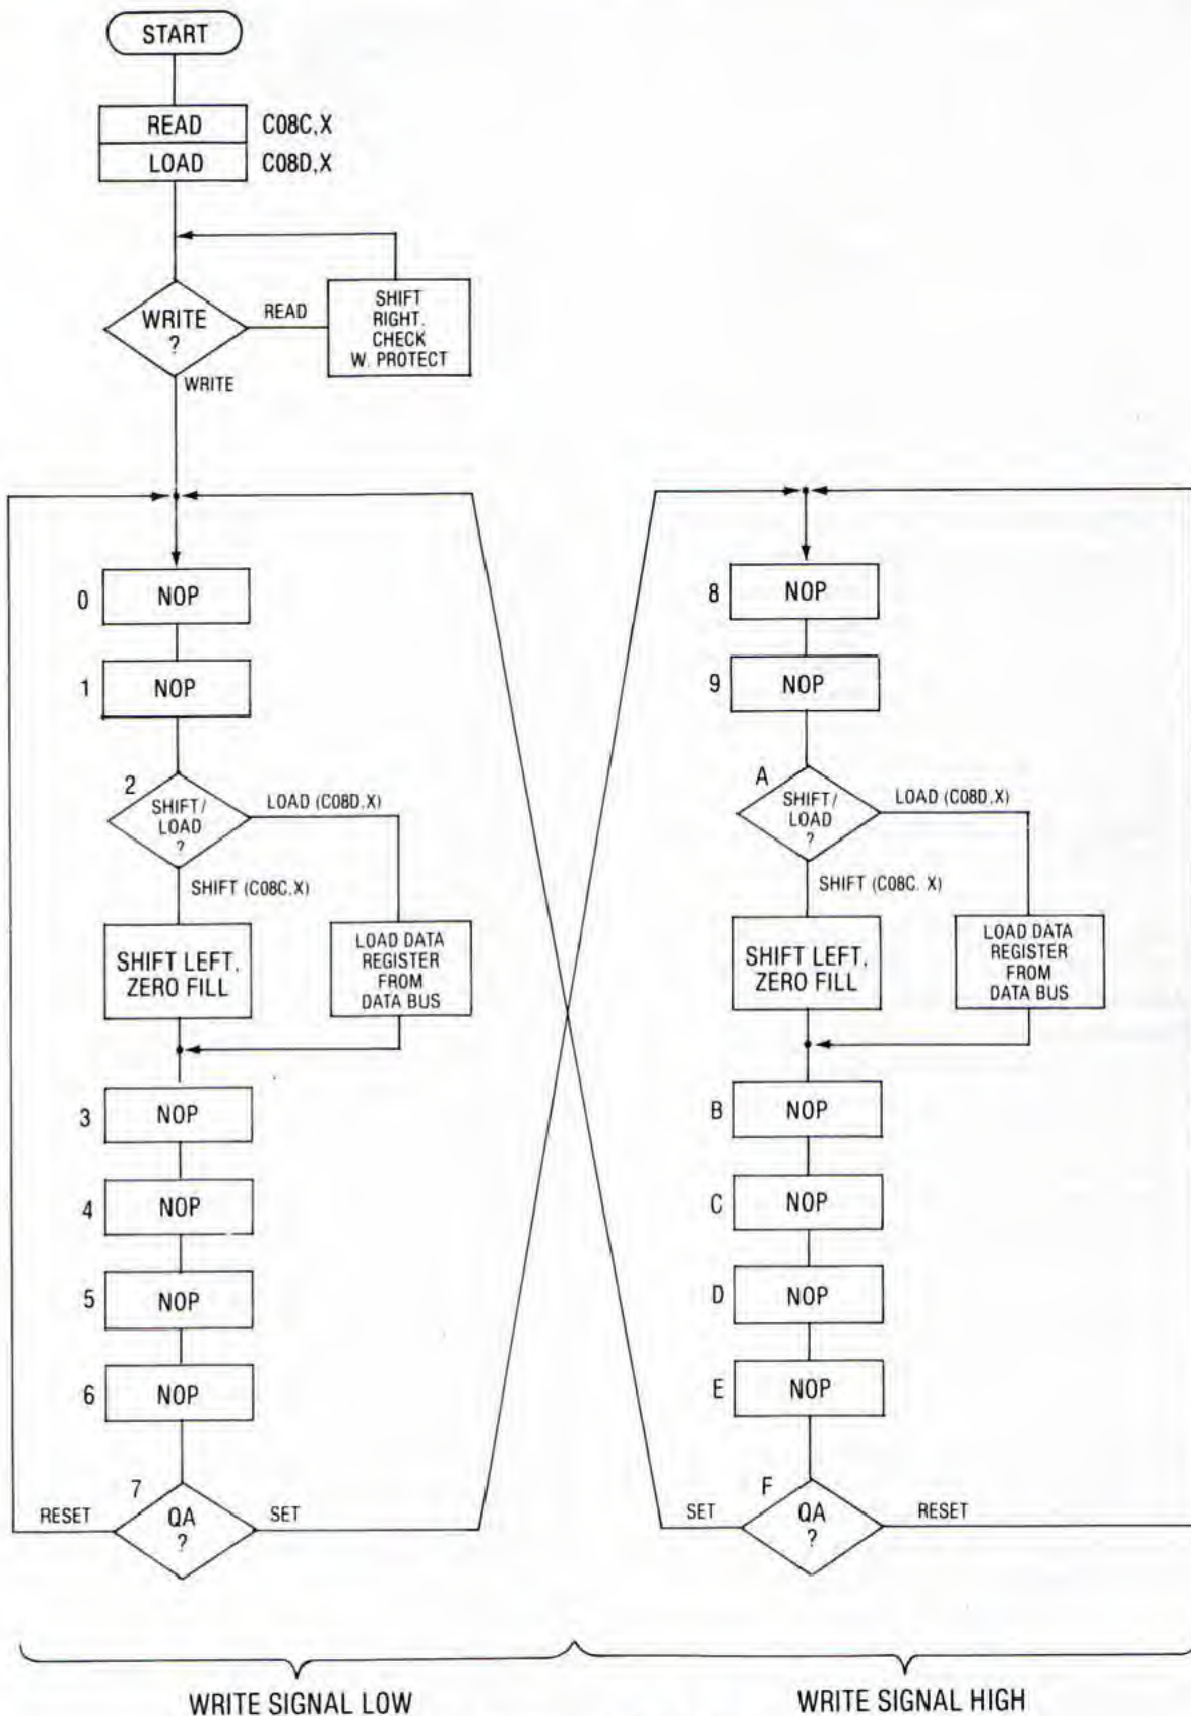 START
READ C08C,X
LOAD C08D,X
WRITE
?
READ
SHIFT
RIGHT.
CHECK
W. PROTECT
WRITE
0 NOP
1 NOP
2
SHIFT/
LOAD
?
LOAD (C08D.X)
SHIFT (C08C.X)
SHIFT LEFT,
ZERO FILL
LOAD DATA
REGISTER
FROM
DATA BUS
3 NOP
4 NOP
5 NOP
6 NOP
7
QA
?
RESET
SET
WRITE SIGNAL LOW
8 NOP
9 NOP
A
SHIFT/
LOAD
?
LOAD (C08D,X)
SHIFT (C08C. X)
SHIFT LEFT,
ZERO FILL
LOAD DATA
REGISTER
FROM
DATA BUS
B NOP
C NOP
D NOP
E NOP
F
QA
?
SET
RESET
WRITE SIGNAL HIGH